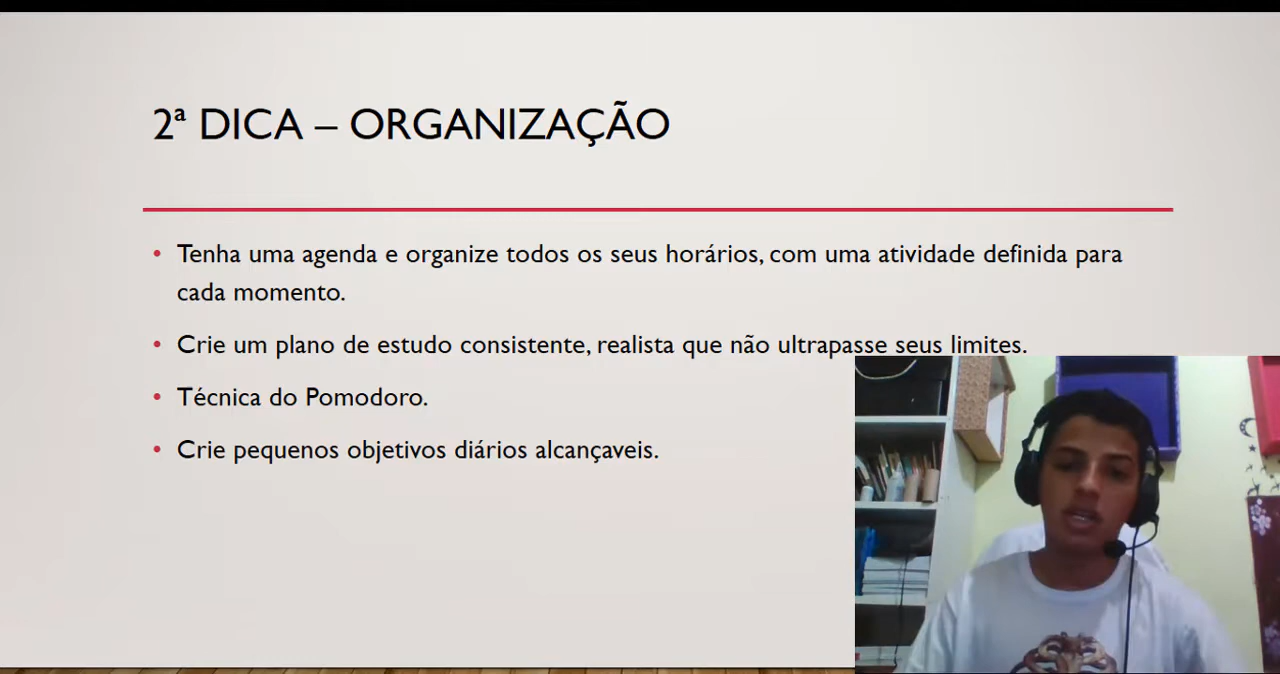 2ª DICA – ORGANIZAÇÃO
• Tenha uma agenda e organize todos os seus horários, com uma atividade definida para
cada momento.
• Crie um plano de estudo consistente, realista que não ultrapasse seus limites.
• Técnica do Pomodoro.
• Crie pequenos objetivos diários alcançaveis.